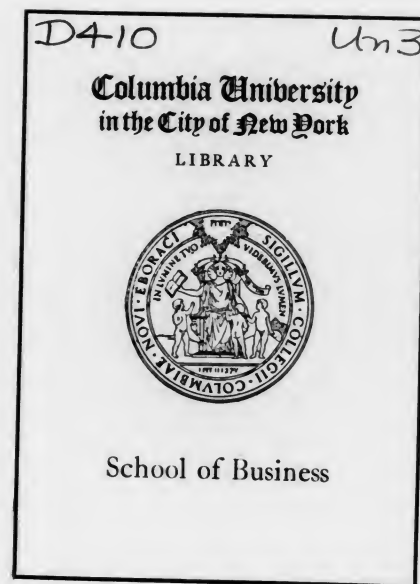 D410 Un3
Columbia University
in the City of New York
LIBRARY
SIGILLVM · COLLEGII · COLVMBIAE · NOVI · EBORACI
IN LVMINE TVO VIDEBIMVS LVMEN
School of Business